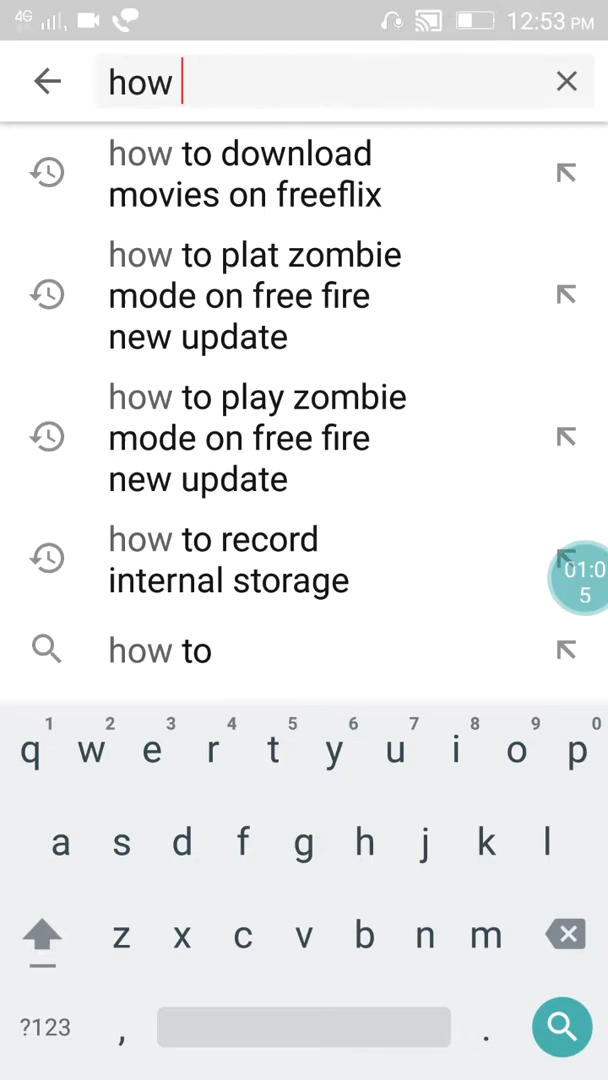 4G 12:53 PM
how
how to download
movies on freeflix
how to plat zombie
mode on free fire
new update
how to play zombie
mode on free fire
new update
how to record
internal storage
01:0
5
how to
1 2 3 4 5 6 7 8 9 0
q w e r t y u i o p
a s d f g h j k l
z x c v b n m
?123 , .